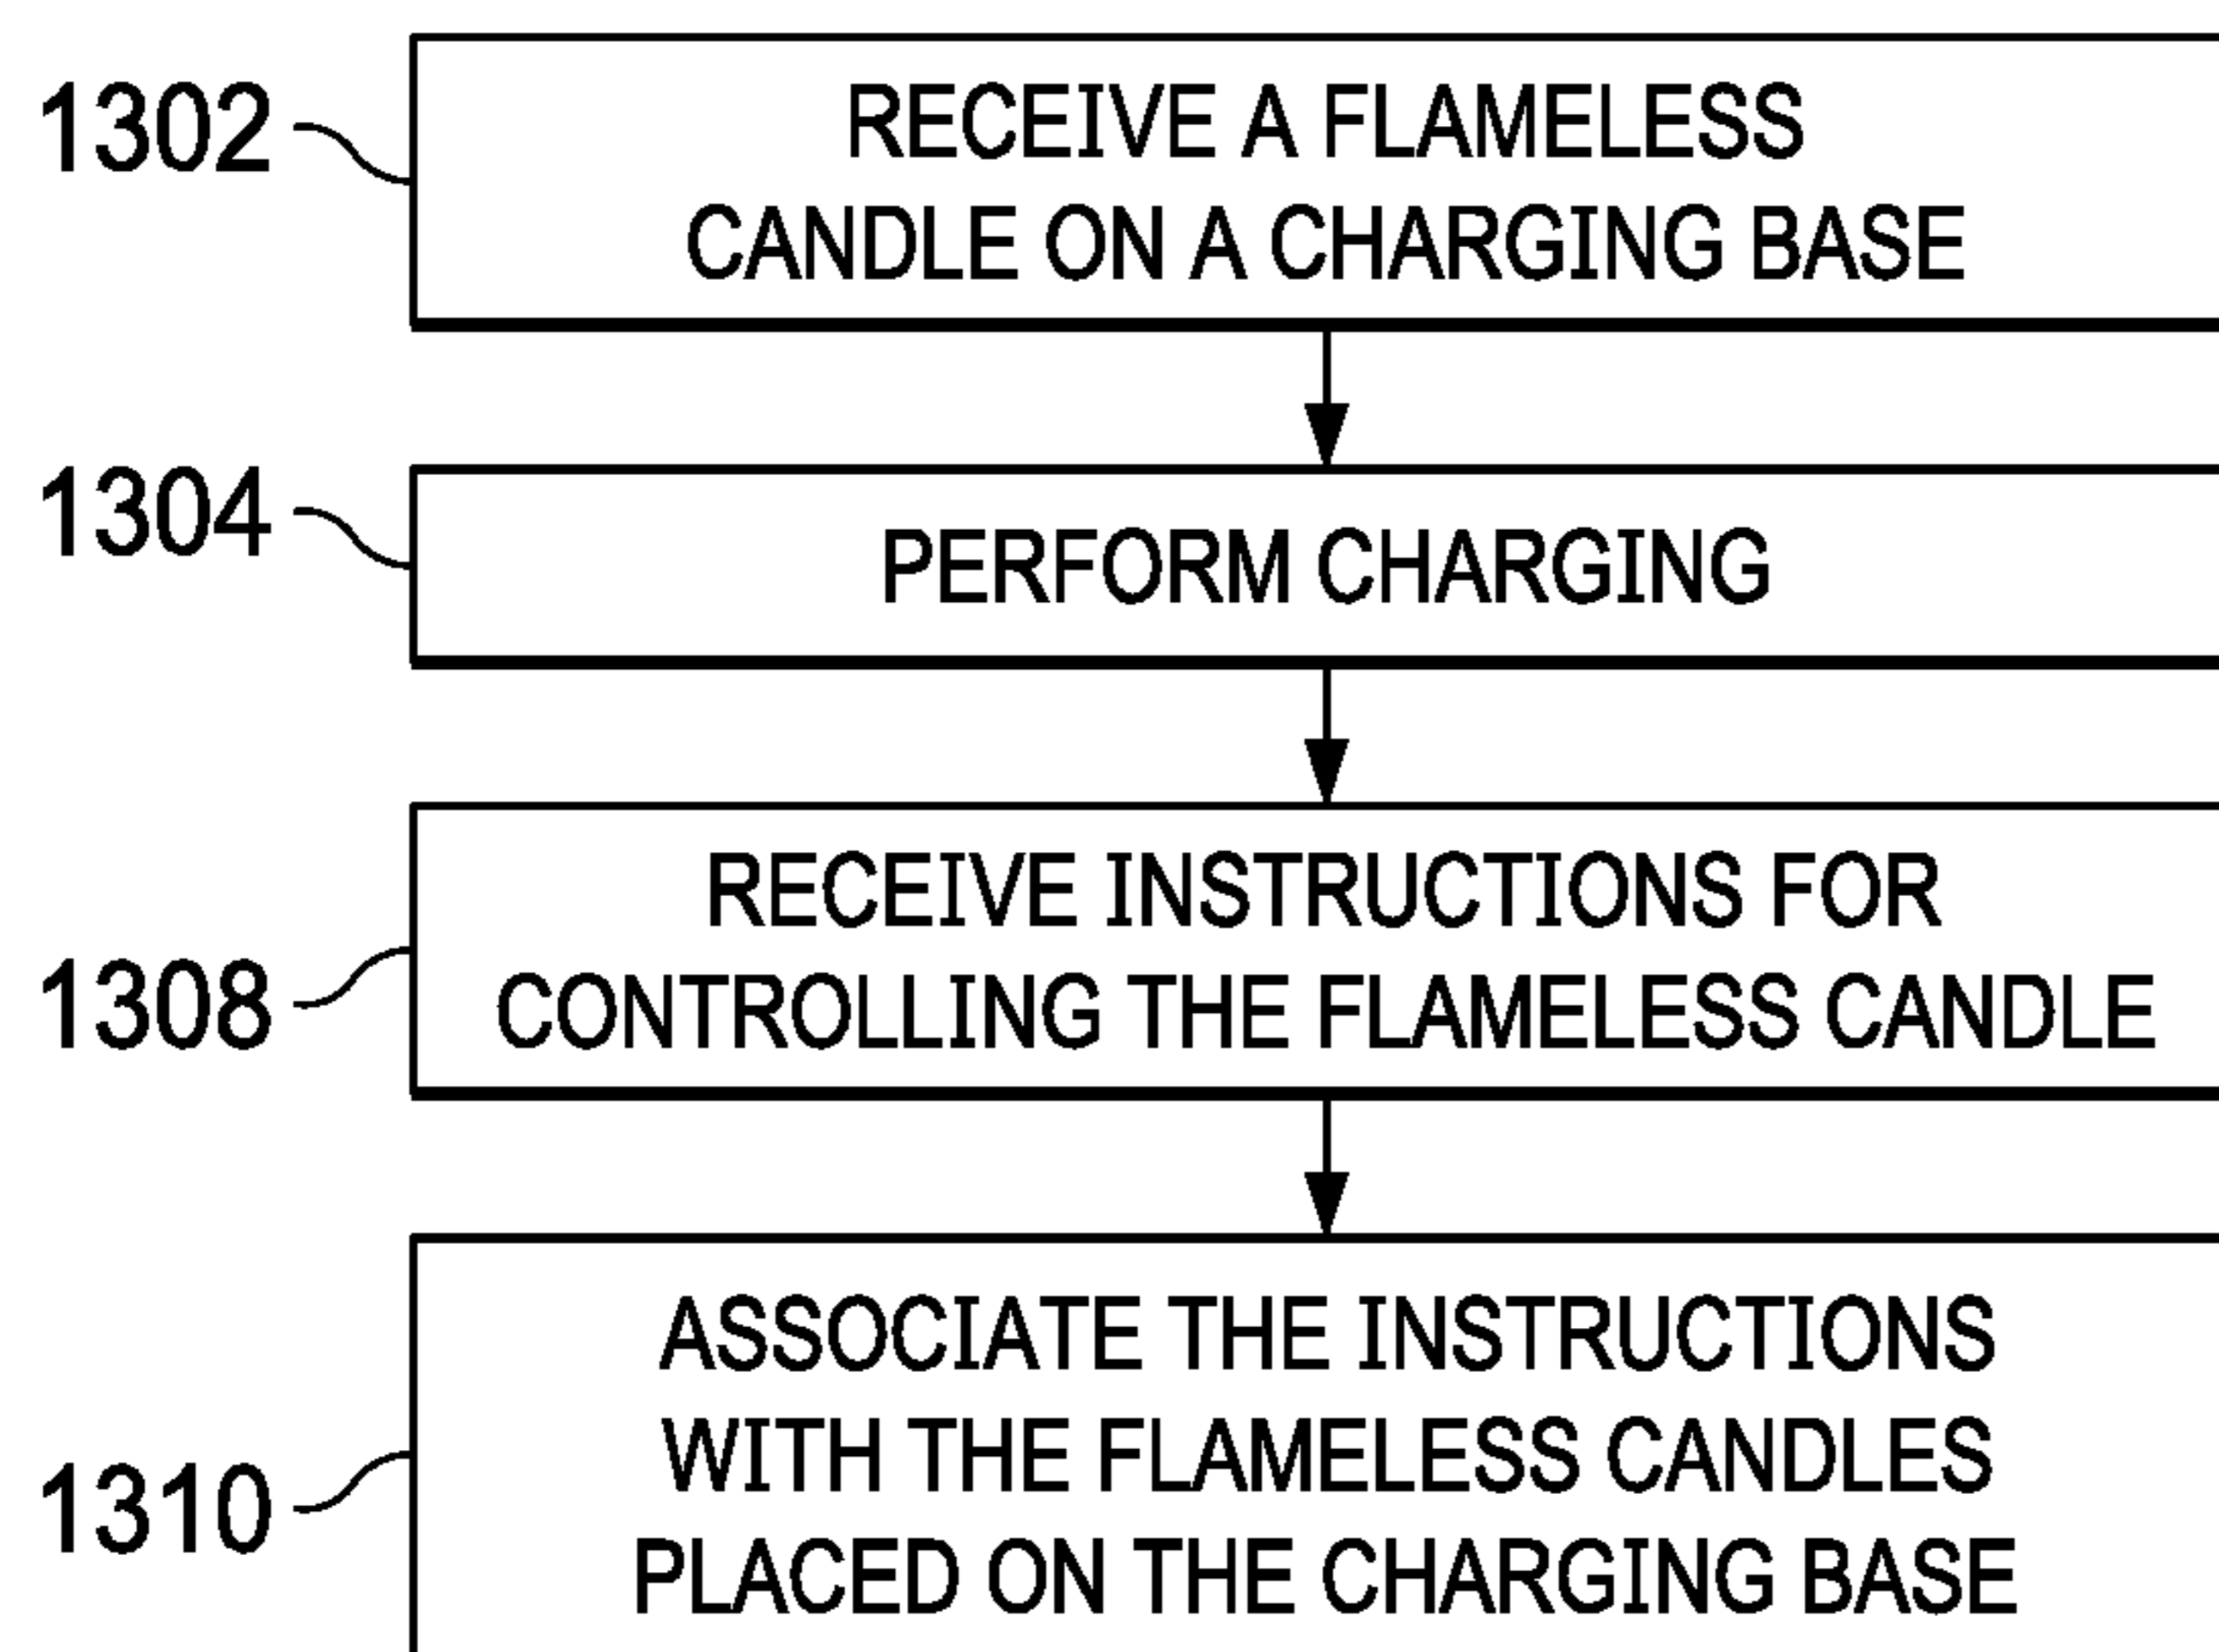 1302
RECEIVE A FLAMELESS
CANDLE ON A CHARGING BASE
1304
PERFORM CHARGING
RECEIVE INSTRUCTIONS FOR
CONTROLLING THE FLAMELESS CANDLE
1308
ASSOCIATE THE INSTRUCTIONS
WITH THE FLAMELESS CANDLES
1310
PLACED ON THE CHARGING BASE